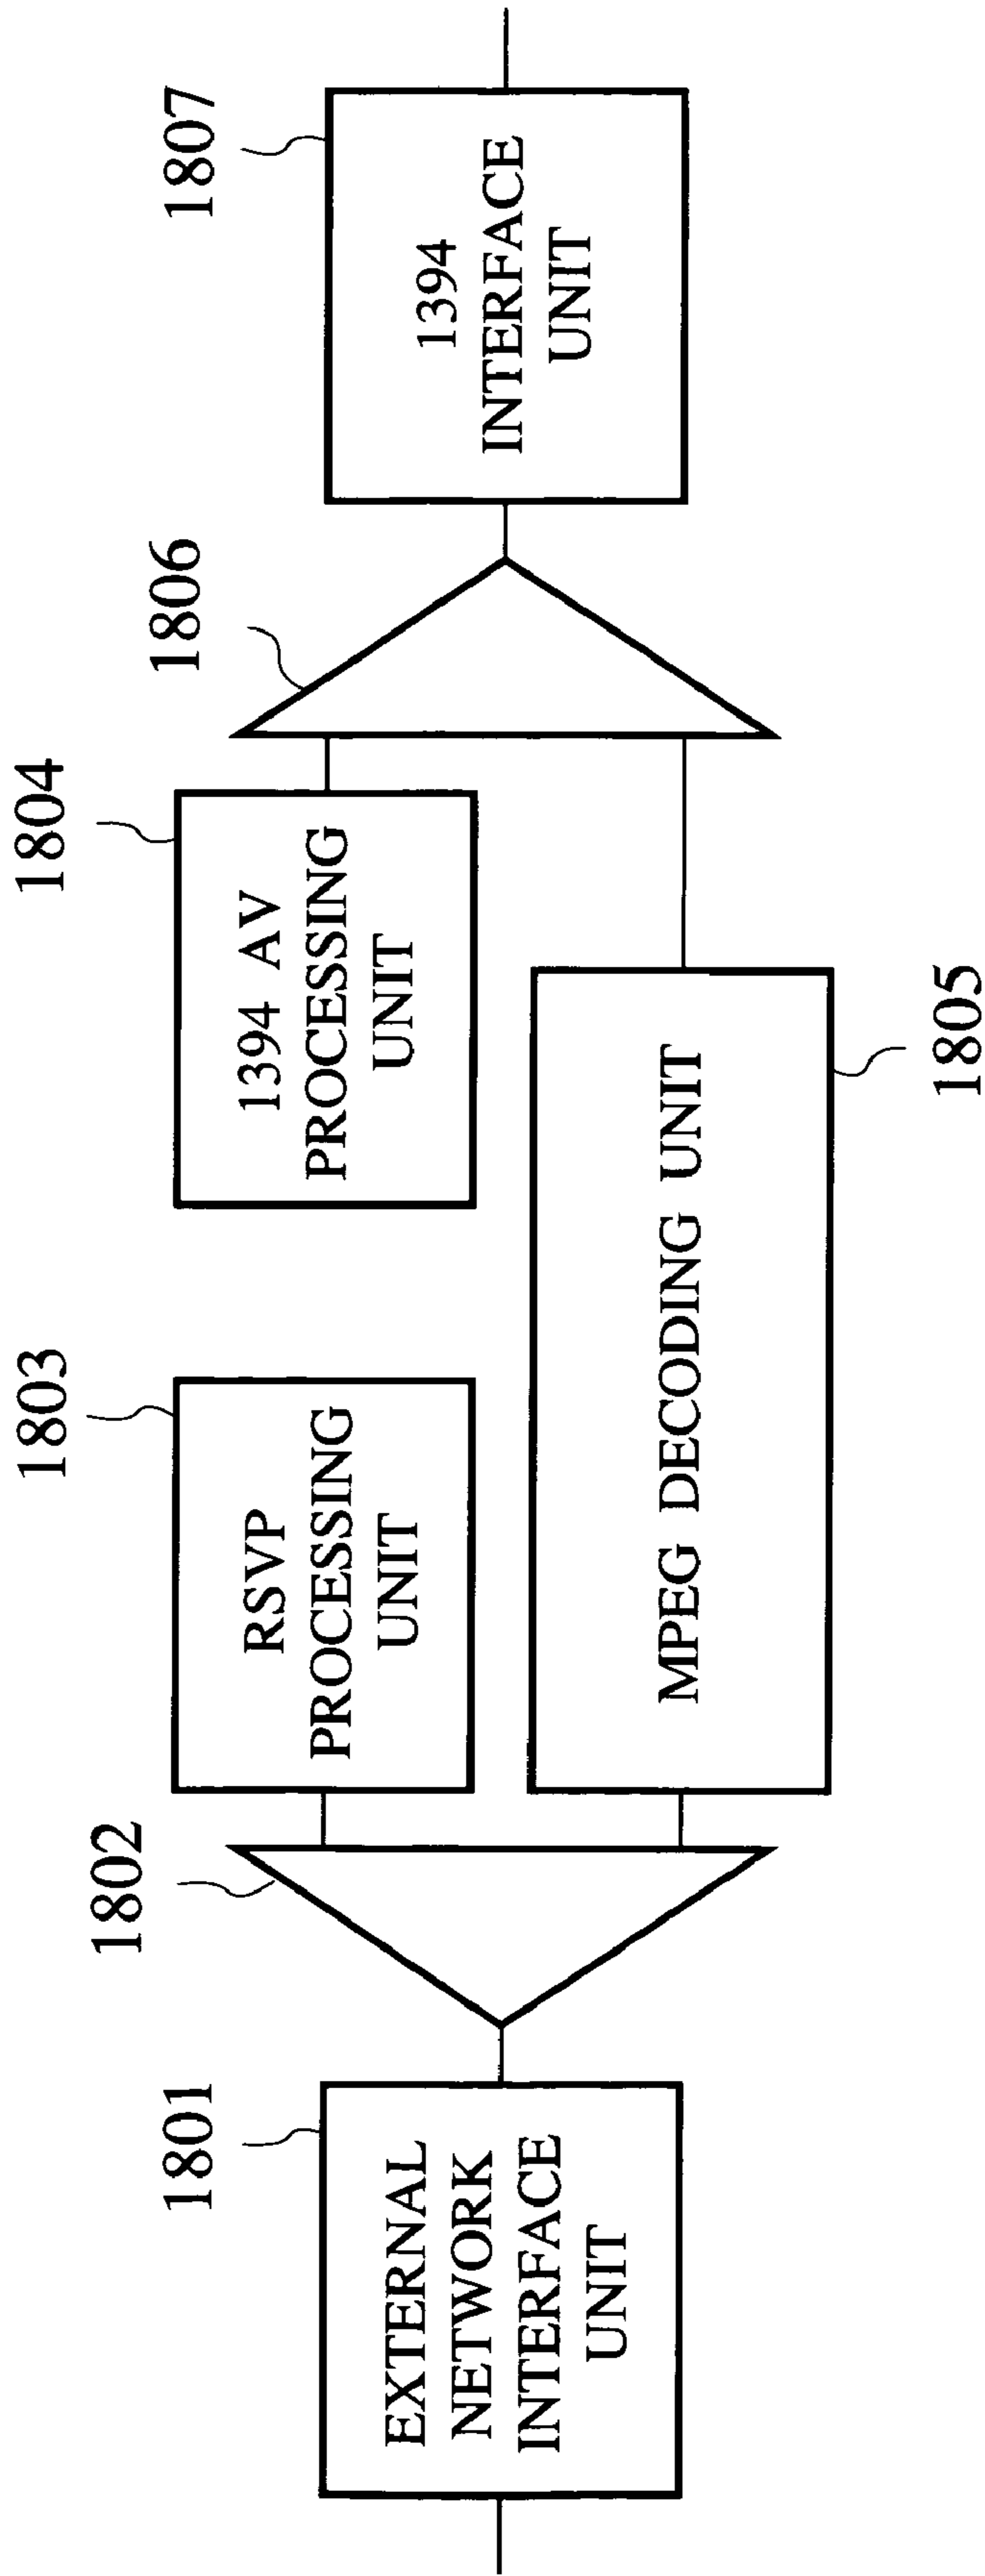 1801
EXTERNAL
NETWORK
INTERFACE
UNIT
1802
1803
RSVP
PROCESSING
UNIT
1804
1394 AV
PROCESSING
UNIT
MPEG DECODING UNIT
1805
1806
1807
1394
INTERFACE
UNIT